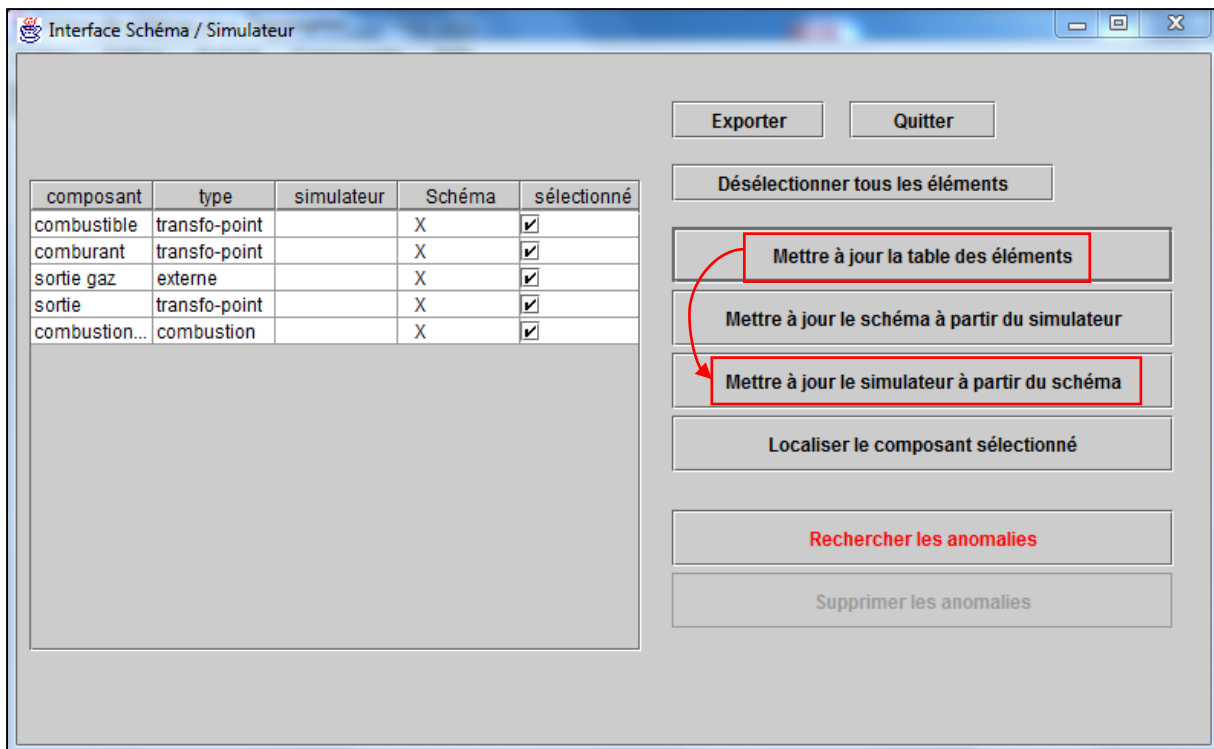 Interface Schéma / Simulateur
Exporter Quitter
Désélectionner tous les éléments
composant type simulateur Schéma sélectionné
combustible transfo-point X
comburant transfo-point X
sortie gaz externe X
sortie transfo-point X
combustion... combustion X
Mettre à jour la table des éléments
Mettre à jour le schéma à partir du simulateur
Mettre à jour le simulateur à partir du schéma
Localiser le composant sélectionné
Rechercher les anomalies
Supprimer les anomalies